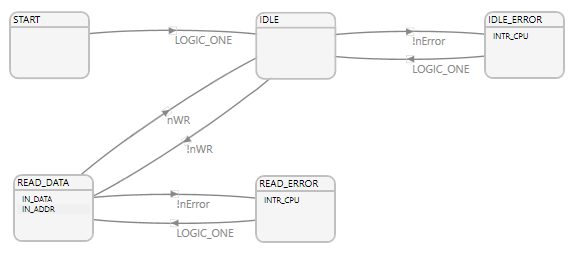 START
IDLE
IDLE_ERROR
LOGIC_ONE
!nError
INTR_CPU
LOGIC_ONE
nWR
!nWR
READ_DATA
IN_DATA
IN_ADDR
READ_ERROR
!nError
INTR_CPU
LOGIC_ONE